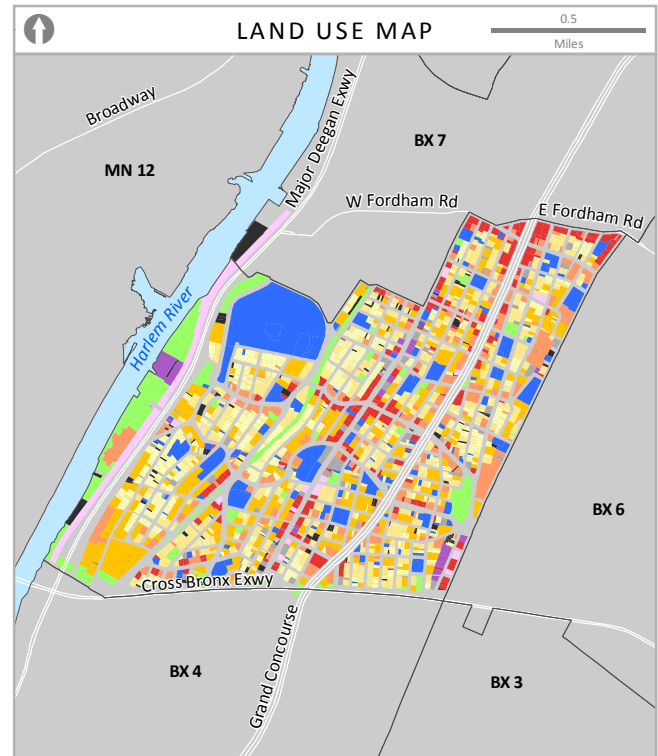 LAND USE MAP
0.5
Miles
Broadway
Major Deegan Exwy
BX 7
MN 12
W Fordham Rd
E Fordham Rd
Harlem River
BX 6
Cross Bronx Exwy
Grand Concourse
BX 4
BX 3